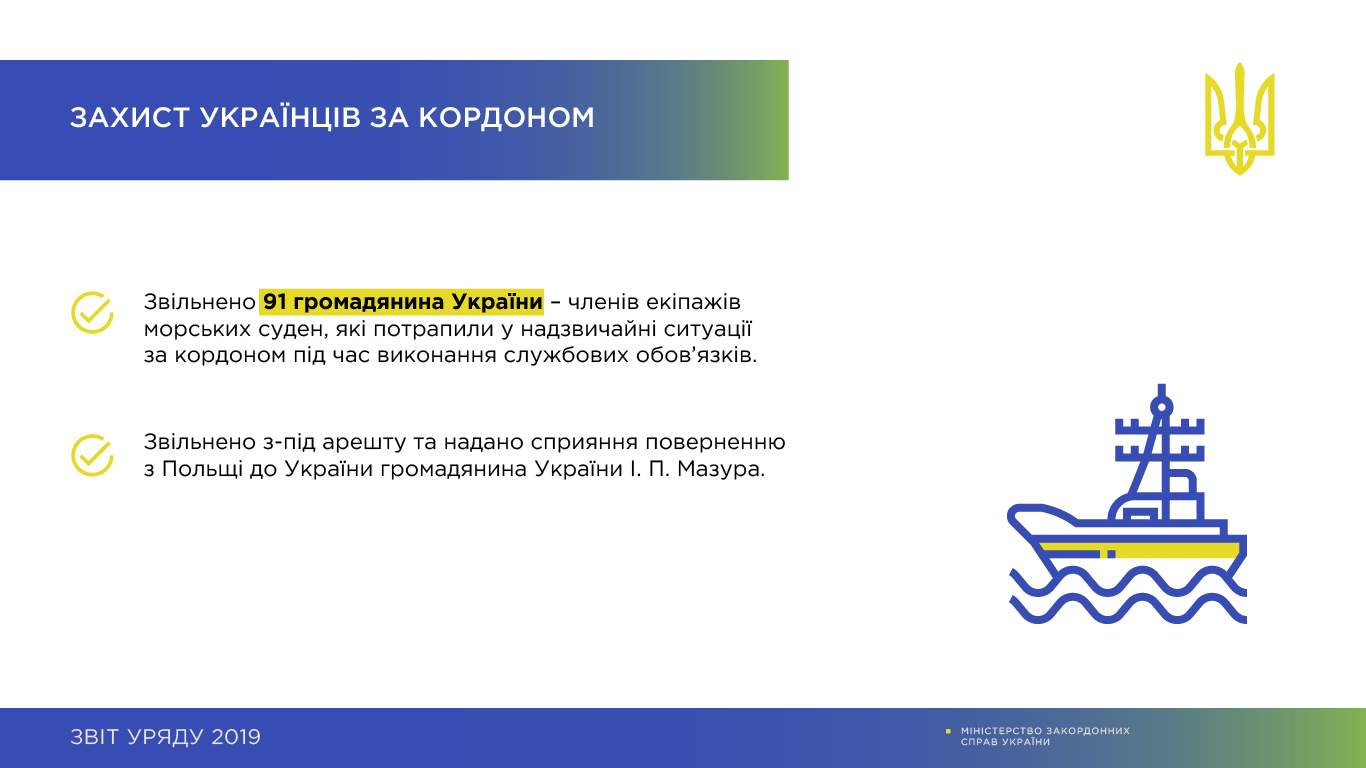 ЗАХИСТ УКРАЇНЦІВ ЗА КОРДОНОМ
Звільнено 91 громадянина України – членів екіпажів
морських суден, які потрапили у надзвичайні ситуації
за кордоном під час виконання службових обов’язків.
Звільнено з-під арешту та надано сприяння поверненню
з Польщі до України громадянина України І. П. Мазура.
ЗВІТ УРЯДУ 2019
МІНІСТЕРСТВО ЗАКОРДОННИХ
СПРАВ УКРАЇНИ